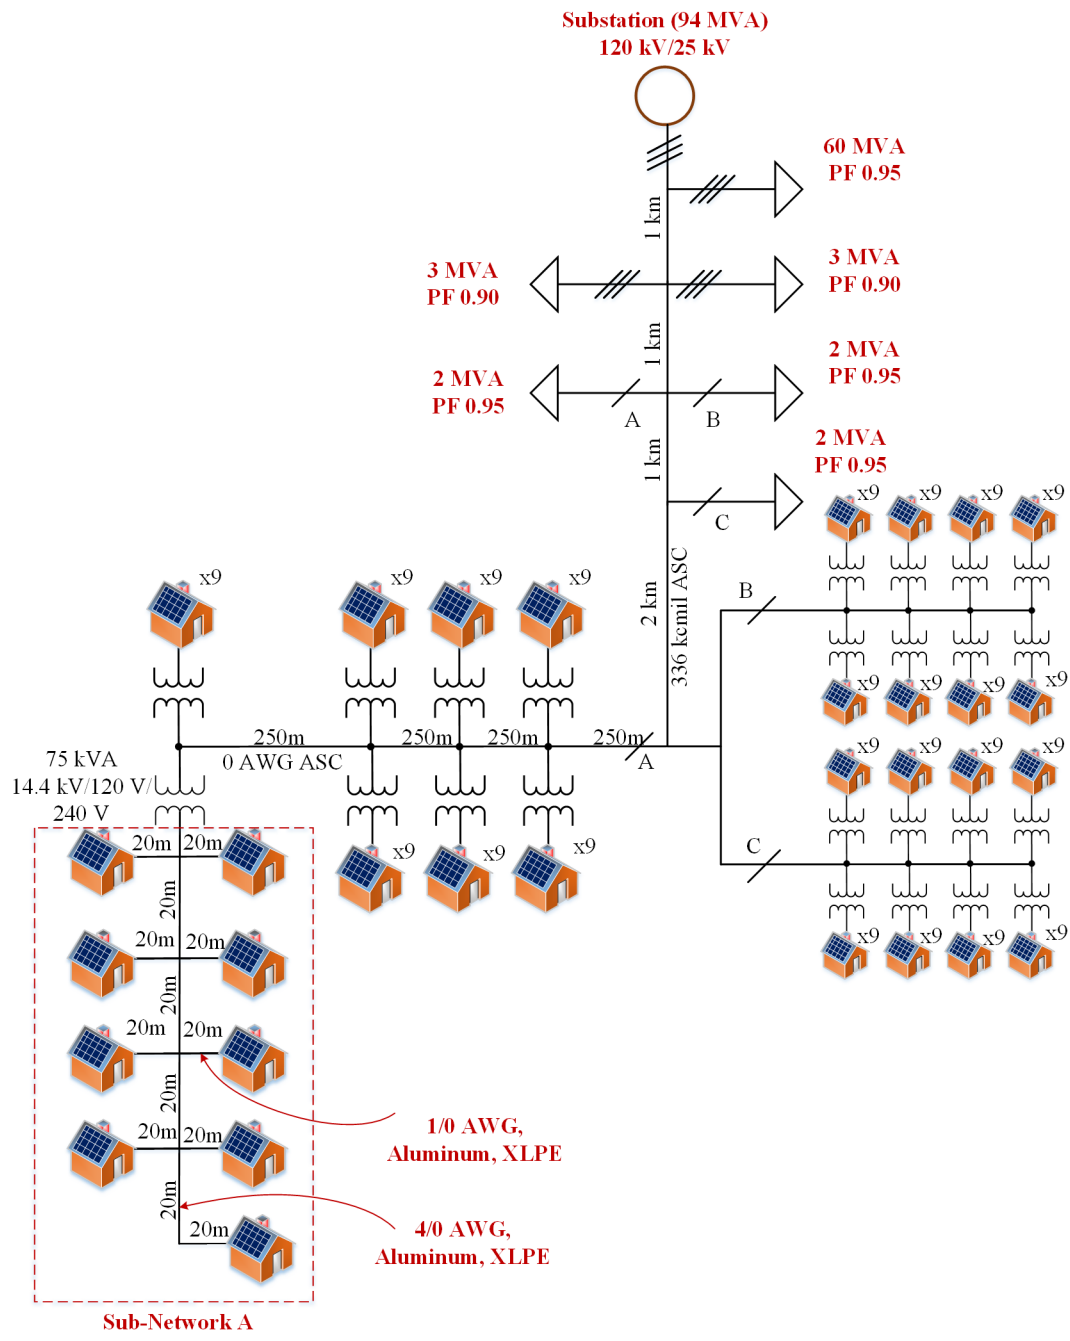 Substation (94 MVA)
120 kV/25 kV
60 MVA
PF 0.95
1 km
3 MVA
PF 0.90
3 MVA
PF 0.90
1 km
2 MVA
PF 0.95
2 MVA
PF 0.95
A
B
1 km
2 MVA
PF 0.95
C
x9
x9
x9
x9
2 km
336 kcmil ASC
x9
x9
x9
x9
B
x9
x9
x9
x9
250m
250m
250m
250m
0 AWG ASC
A
x9
x9
x9
x9
75 kVA
14.4 kV/120 V/
240 V
C
x9
x9
x9
x9
x9
x9
x9
20m
20m
20m
20m
20m
20m
20m
20m
20m
20m
20m
20m
20m
1/0 AWG,
Aluminum, XLPE
4/0 AWG,
Aluminum, XLPE
Sub-Network A